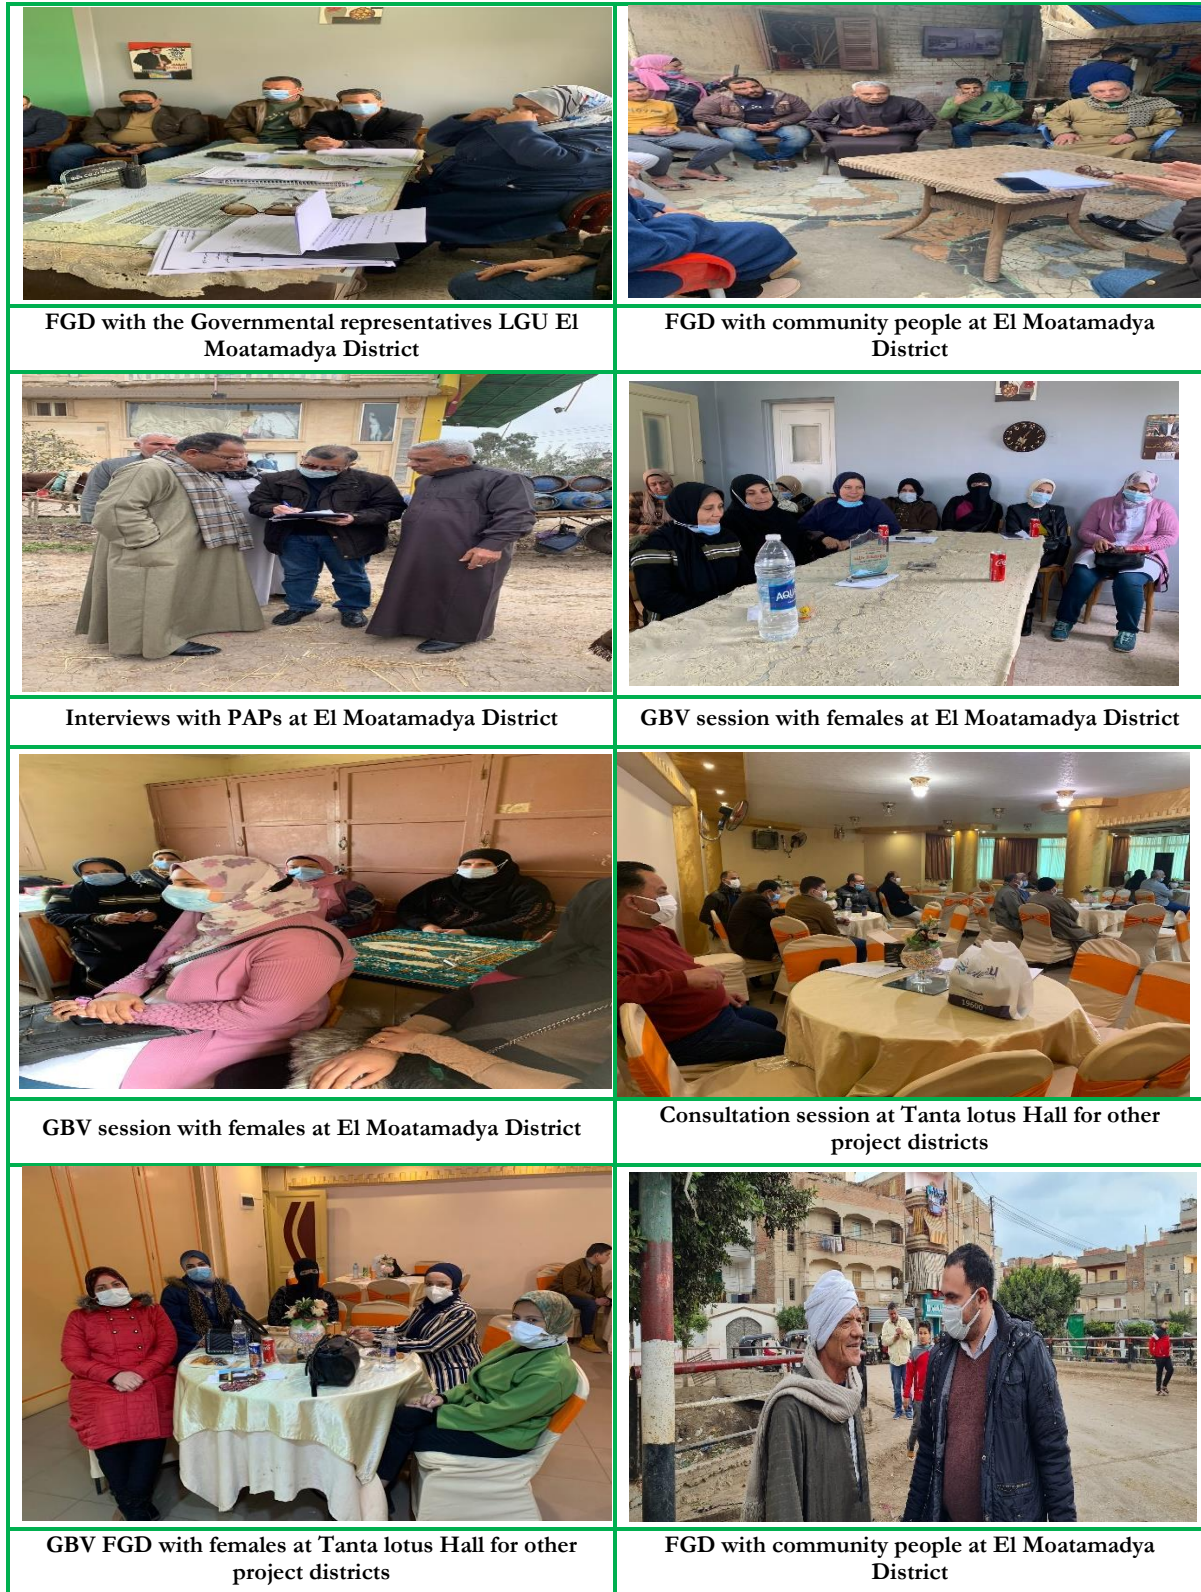 FGD with the Governmental representatives LGU El
Moatamadya District
FGD with community people at El Moatamadya
District
Interviews with PAPs at El Moatamadya District
AQU
GBV session with females at El Moatamadya District
GBV session with females at El Moatamadya District
19600
Consultation session at Tanta lotus Hall for other
project districts
GBV FGD with females at Tanta lotus Hall for other
project districts
FGD with community people at El Moatamadya
District